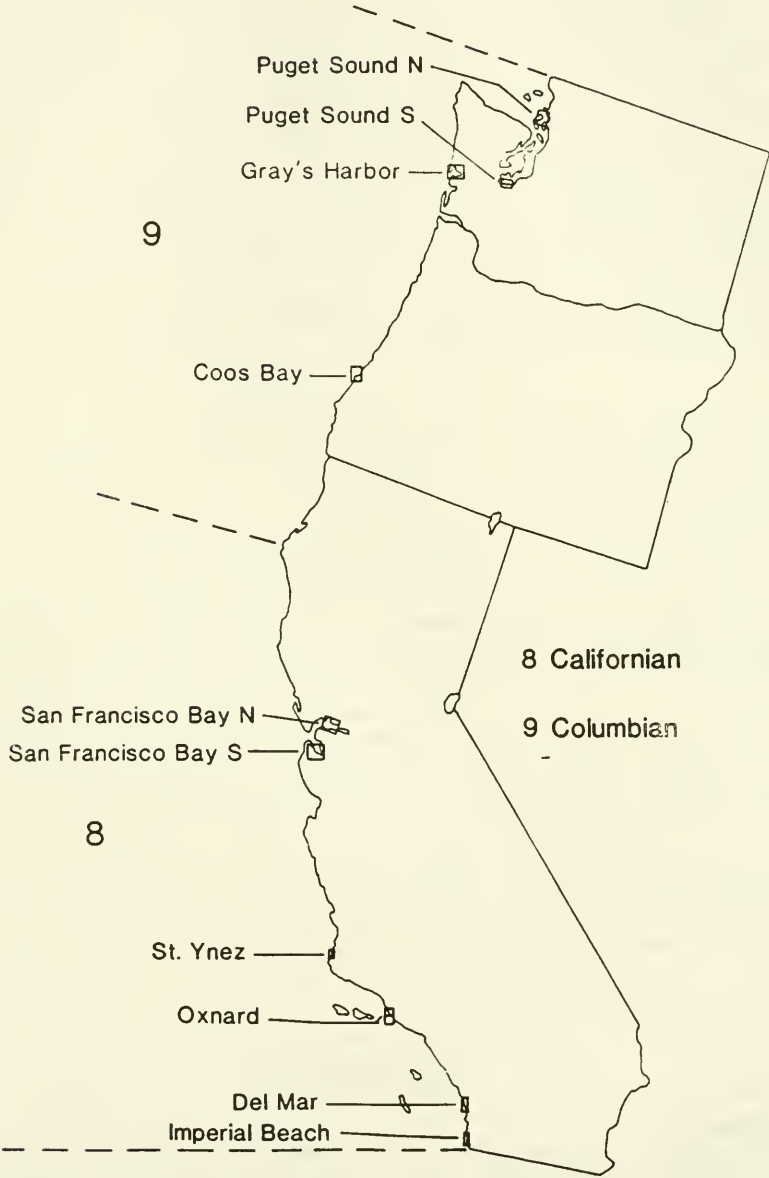 Puget Sound N
Puget Sound S
Gray's Harbor
9
Coos Bay
8 Californian
9 Columbian
San Francisco Bay N
San Francisco Bay S
8
St. Ynez
Oxnard
Del Mar
Imperial Beach